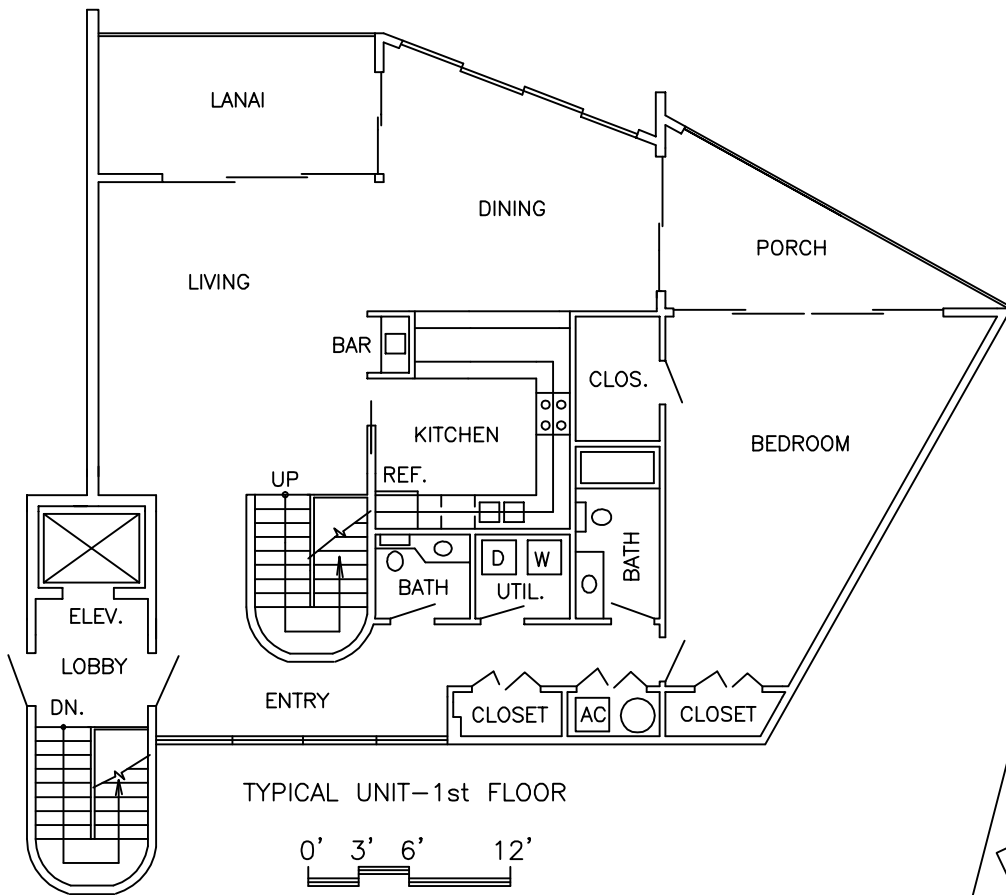 LANAI
DINING
PORCH
LIVING
BAR
CLOS.
KITCHEN
BEDROOM
REF.
UP
BATH
D
W
BATH
UTIL.
ELEV.
LOBBY
ENTRY
DN.
CLOSET
AC
CLOSET
TYPICAL UNIT-1st FLOOR
0' 3' 6' 12'